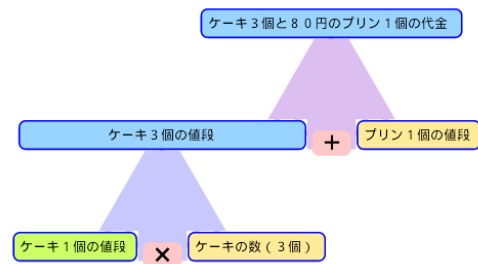 ケーキ３個と８０円のプリン１個の代金
ケーキ３個の値段
+
プリン１個の値段
ケーキ１個の値段
×
ケーキの数（３個）